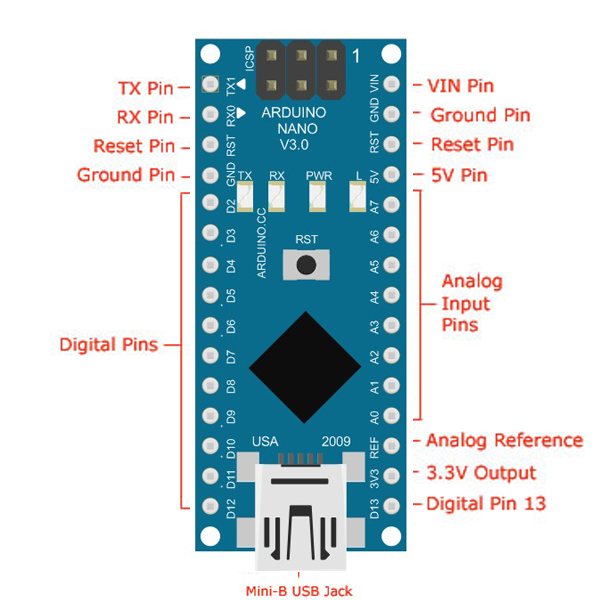 ICSP
1
TX Pin
RX Pin
Reset Pin
Ground Pin
Digital Pins
TX1
RX0
RST
GND
D2
D3
D4
D5
D6
D7
D8
D9
D10
D11
D12
ARDUINO
NANO
V3.0
TX RX PWR L
ARDUINO.CC
RST
USA 2009
VIN
GND
RST
5V
A7
A6
A5
A4
A3
A2
A1
A0
REF
3V3
D13
VIN Pin
Ground Pin
Reset Pin
5V Pin
Analog
Input
Pins
Analog Reference
3.3V Output
Digital Pin 13
Mini-B USB Jack